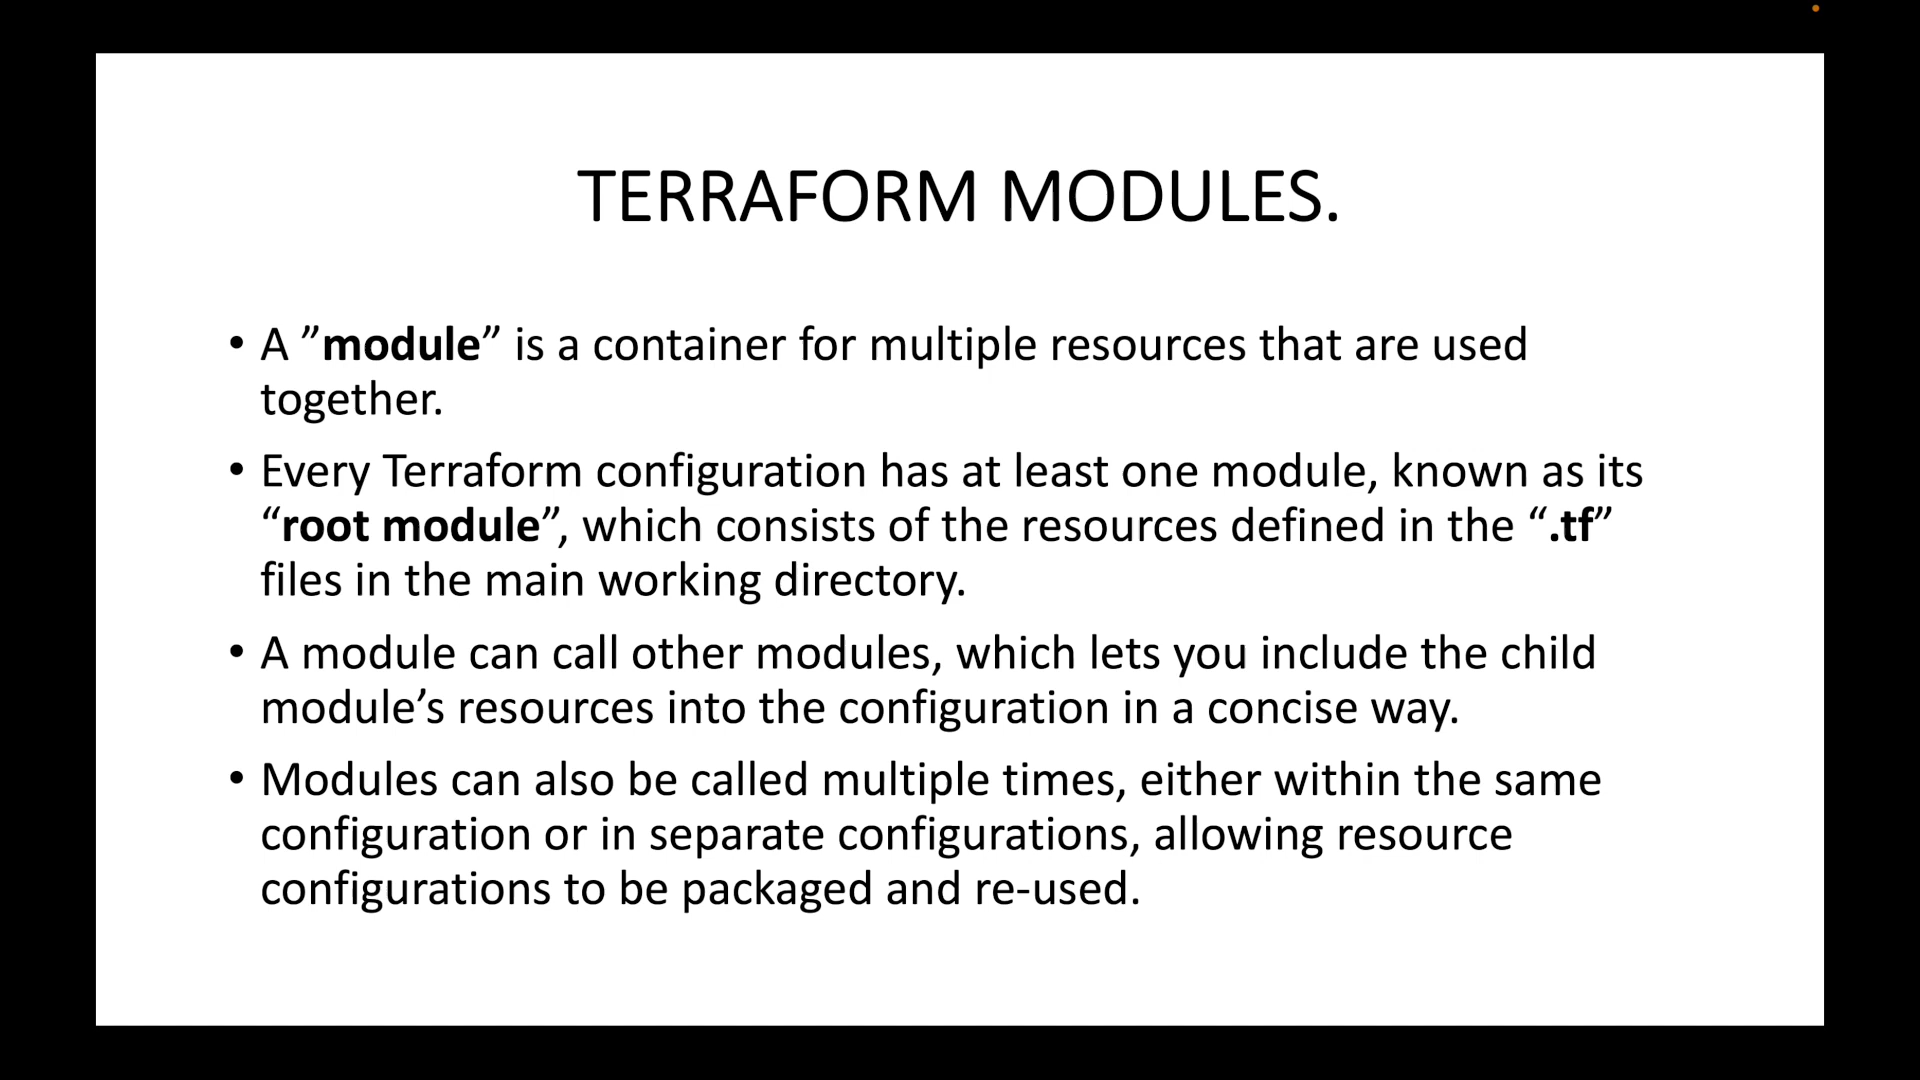 TERRAFORM MODULES.
• A ”module” is a container for multiple resources that are used
together.
• Every Terraform configuration has at least one module, known as its
“root module”, which consists of the resources defined in the “.tf”
files in the main working directory.
• A module can call other modules, which lets you include the child
module’s resources into the configuration in a concise way.
• Modules can also be called multiple times, either within the same
configuration or in separate configurations, allowing resource
configurations to be packaged and re-used.